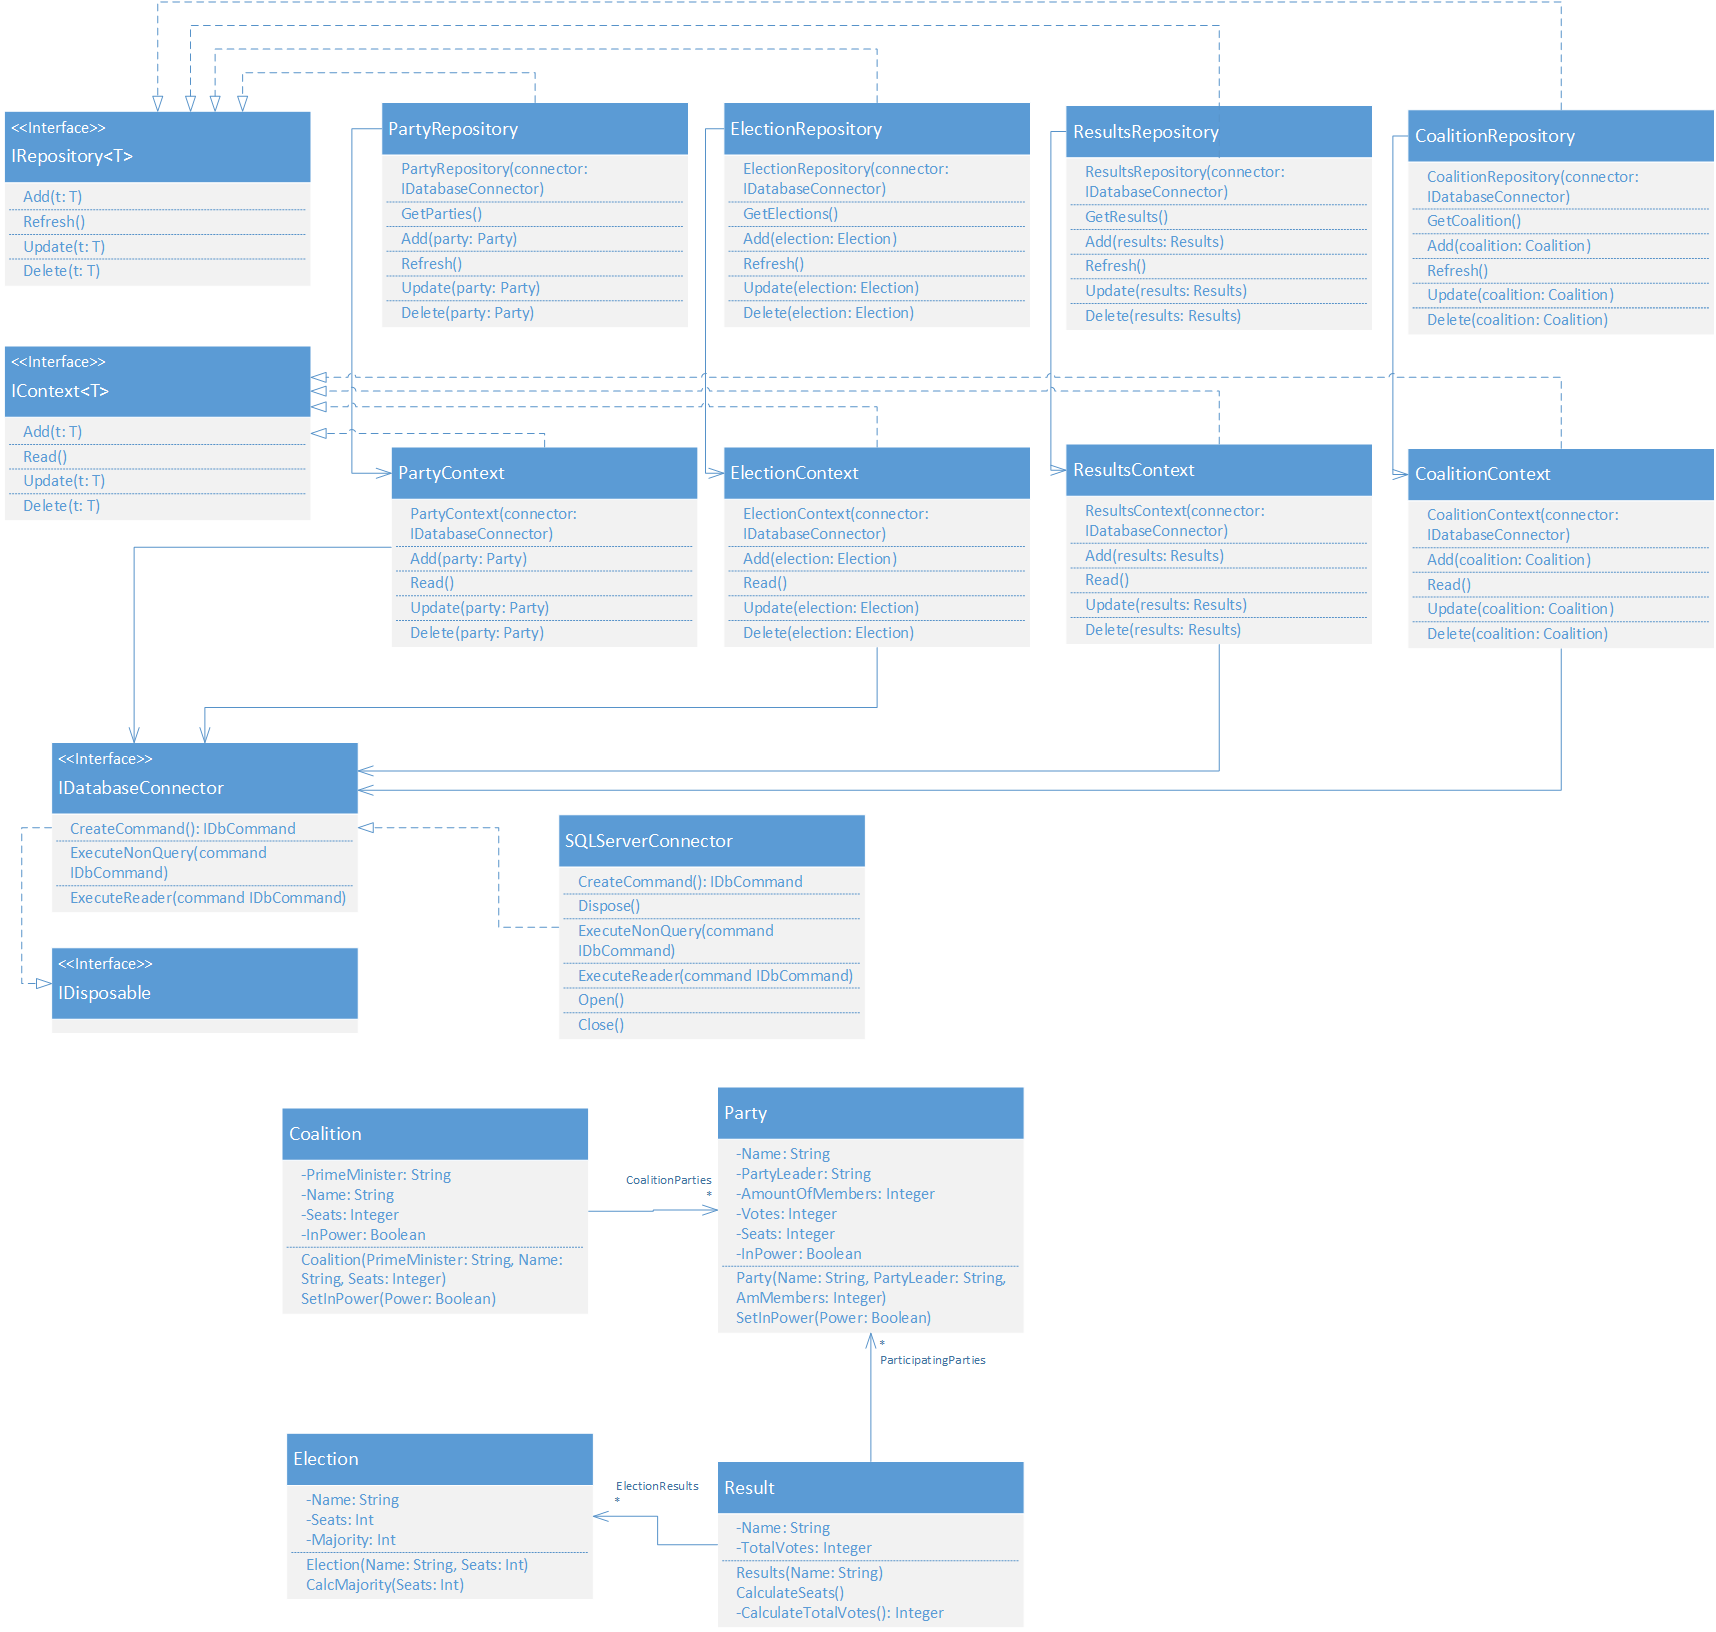 <<Interface>>
IRepository<T>
Add(t: T)
Refresh()
Update(t: T)
Delete(t: T)
PartyRepository
PartyRepository(connector:
IDatabaseConnector)
GetParties()
Add(party: Party)
Refresh()
Update(party: Party)
Delete(party: Party)
ElectionRepository
ElectionRepository(connector:
IDatabaseConnector)
GetElections()
Add(election: Election)
Refresh()
Update(election: Election)
Delete(election: Election)
ResultsRepository
ResultsRepository(connector:
IDatabaseConnector)
GetResults()
Add(results: Results)
Refresh()
Update(results: Results)
Delete(results: Results)
CoalitionRepository
CoalitionRepository(connector:
IDatabaseConnector)
GetCoalition()
Add(coalition: Coalition)
Refresh()
Update(coalition: Coalition)
Delete(coalition: Coalition)
<<Interface>>
IContext<T>
Add(t: T)
Read()
Update(t: T)
Delete(t: T)
PartyContext
PartyContext(connector:
IDatabaseConnector)
Add(party: Party)
Read()
Update(party: Party)
Delete(party: Party)
ElectionContext
ElectionContext(connector:
IDatabaseConnector)
Add(election: Election)
Read()
Update(election: Election)
Delete(election: Election)
ResultsContext
ResultsContext(connector:
IDatabaseConnector)
Add(results: Results)
Read()
Update(results: Results)
Delete(results: Results)
CoalitionContext
CoalitionContext(connector:
IDatabaseConnector)
Add(coalition: Coalition)
Read()
Update(coalition: Coalition)
Delete(coalition: Coalition)
<<Interface>>
IDatabaseConnector
CreateCommand(): IDbCommand
ExecuteNonQuery(command
IDbCommand)
ExecuteReader(command IDbCommand)
SQLServerConnector
CreateCommand(): IDbCommand
Dispose()
ExecuteNonQuery(command
IDbCommand)
ExecuteReader(command IDbCommand)
Open()
Close()
<<Interface>>
IDisposable
Coalition
-PrimeMinister: String
-Name: String
-Seats: Integer
-InPower: Boolean
Coalition(PrimeMinister: String, Name:
String, Seats: Integer)
SetInPower(Power: Boolean)
CoalitionParties
*
Party
-Name: String
-PartyLeader: String
-AmountOfMembers: Integer
-Votes: Integer
-Seats: Integer
-InPower: Boolean
Party(Name: String, PartyLeader: String,
AmMembers: Integer)
SetInPower(Power: Boolean)
*
ParticipatingParties
Election
-Name: String
-Seats: Int
-Majority: Int
Election(Name: String, Seats: Int)
CalcMajority(Seats: Int)
ElectionResults
*
Result
-Name: String
-TotalVotes: Integer
Results(Name: String)
CalculateSeats()
-CalculateTotalVotes(): Integer